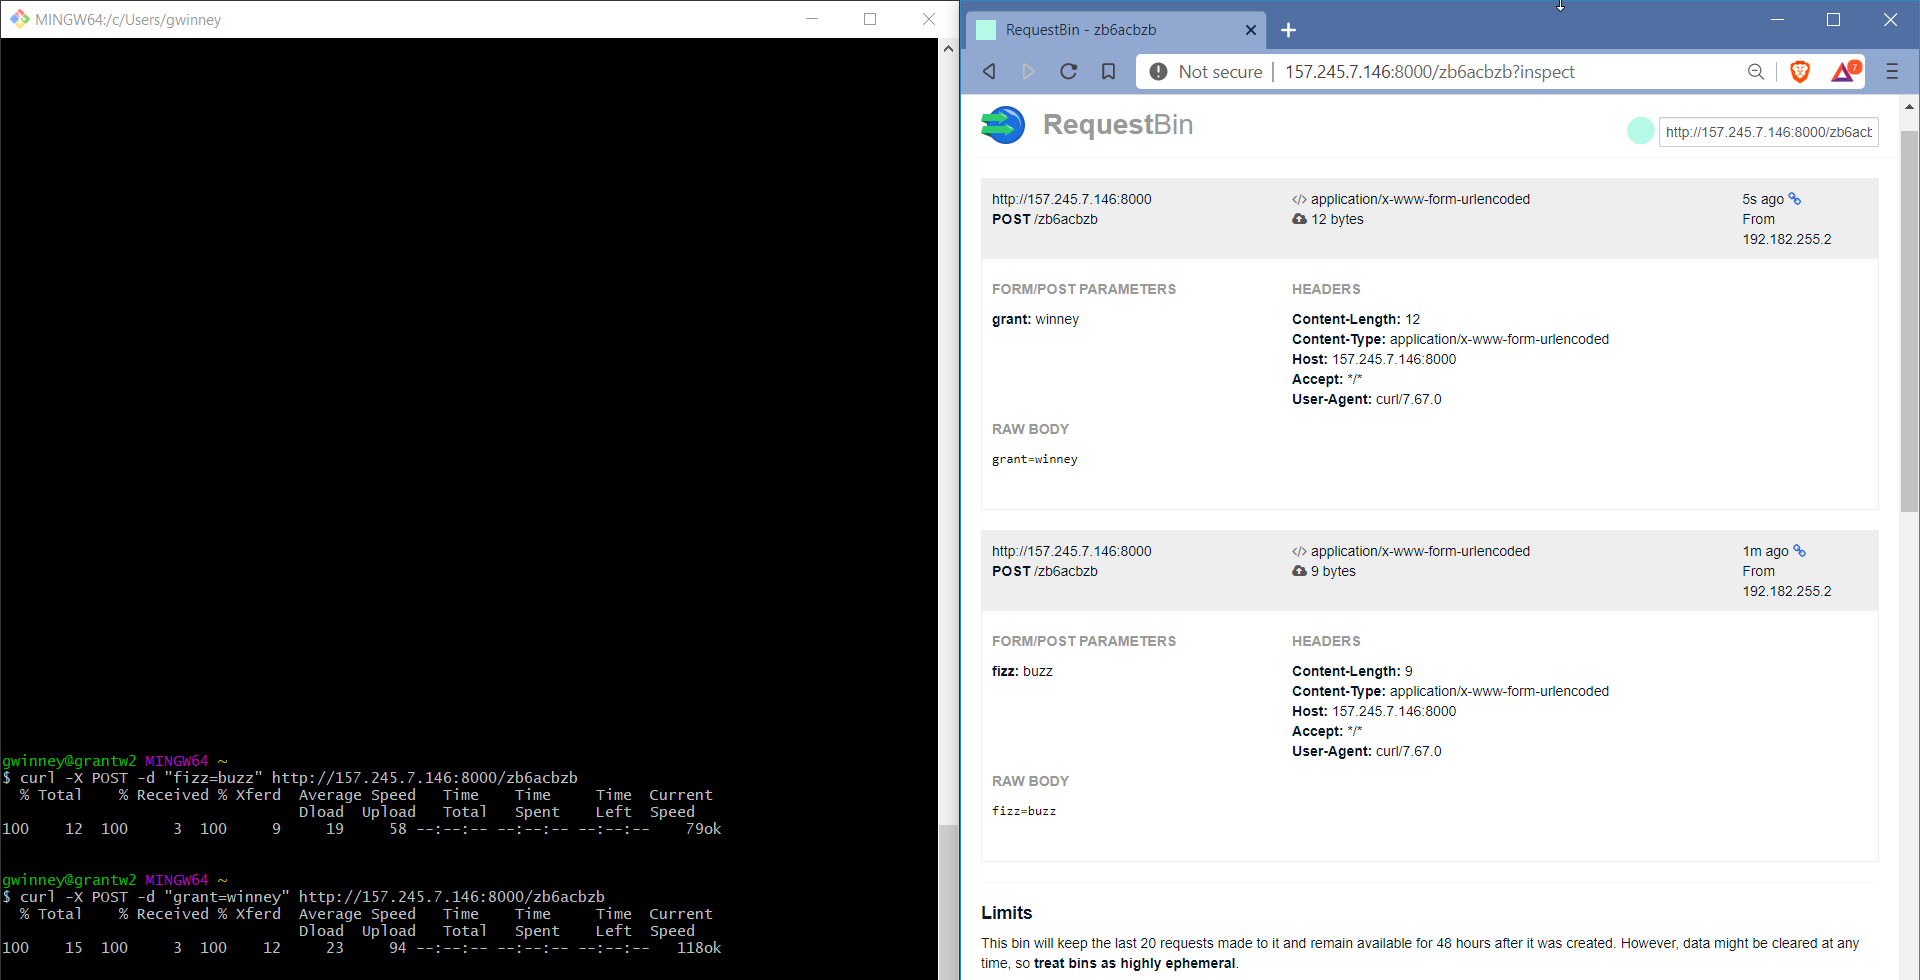 MINGW64:/c/Users/gwinney
gwinney@grantw2 MINGW64 ~
$ curl -X POST -d "fizz=buzz" http://157.245.7.146:8000/zb6acbzb
% Total % Received % Xferd Average Speed Time Time Time Current
Dload Upload Total Spent Left Speed
100 12 100 3 100 9 19 58 --:--:-- --:--:-- --:--:-- 79ok
gwinney@grantw2 MINGW64 ~
$ curl -X POST -d "grant=winney" http://157.245.7.146:8000/zb6acbzb
% Total % Received % Xferd Average Speed Time Time Time Current
Dload Upload Total Spent Left Speed
100 15 100 3 100 12 23 94 --:--:-- --:--:-- --:--:-- 118ok
RequestBin - zb6acbzb
Not secure | 157.245.7.146:8000/zb6acbzb?inspect
7
RequestBin
http://157.245.7.146:8000/zb6acb
http://157.245.7.146:8000
POST /zb6acbzb
</> application/x-www-form-urlencoded
12 bytes
5s ago
From
192.182.255.2
FORM/POST PARAMETERS
grant: winney
HEADERS
Content-Length: 12
Content-Type: application/x-www-form-urlencoded
Host: 157.245.7.146:8000
Accept: */*
User-Agent: curl/7.67.0
RAW BODY
grant=winney
http://157.245.7.146:8000
POST /zb6acbzb
</> application/x-www-form-urlencoded
9 bytes
1m ago
From
192.182.255.2
FORM/POST PARAMETERS
fizz: buzz
HEADERS
Content-Length: 9
Content-Type: application/x-www-form-urlencoded
Host: 157.245.7.146:8000
Accept: */*
User-Agent: curl/7.67.0
RAW BODY
fizz=buzz
Limits
This bin will keep the last 20 requests made to it and remain available for 48 hours after it was created. However, data might be cleared at any
time, so treat bins as highly ephemeral.